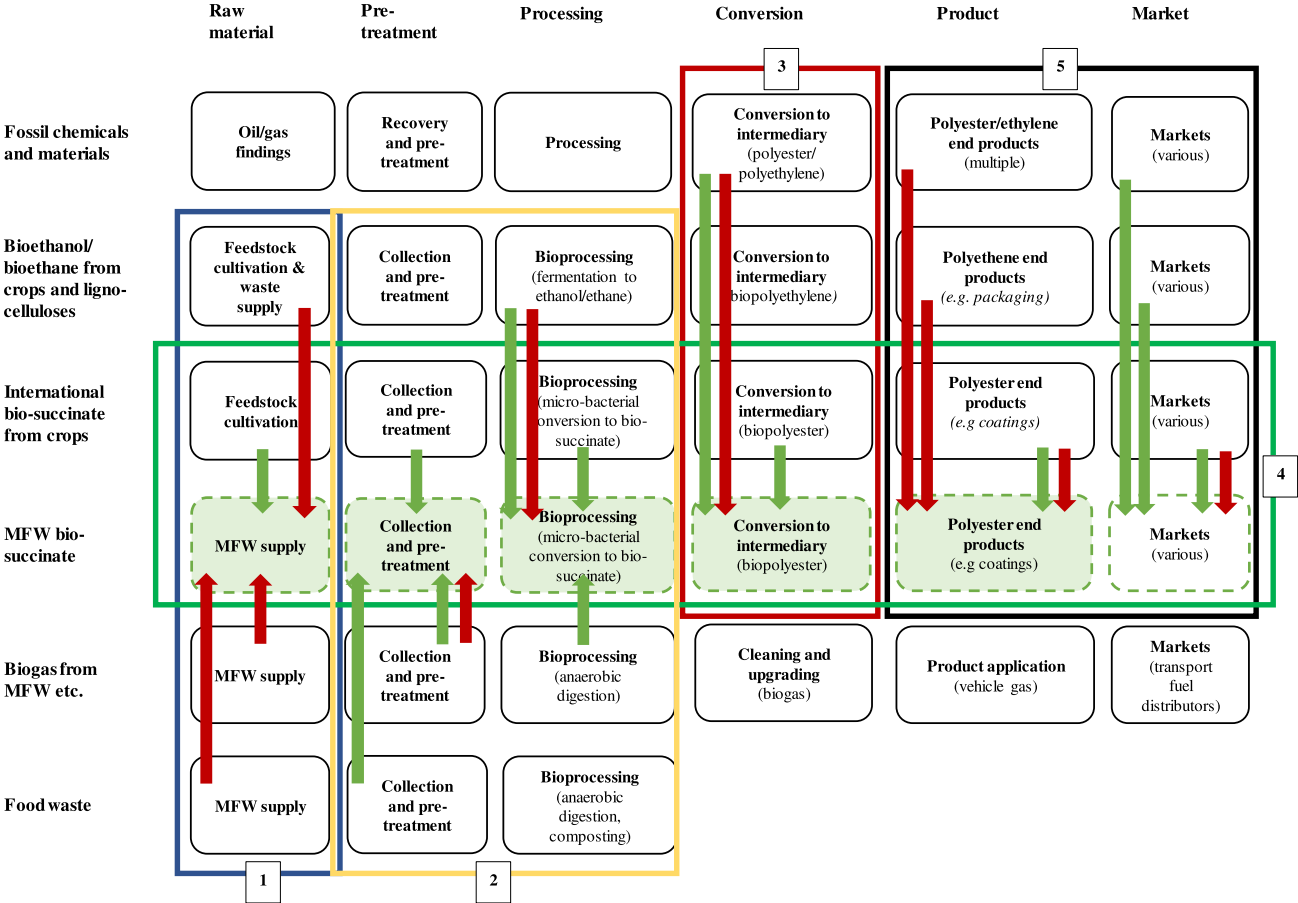 Raw
material
Pre-
treatment
Processing
Conversion
Product
Market
3
5
Fossil chemicals
and materials
Oil/gas
findings
Recovery
and pre-
treatment
Processing
Conversion to
intermediary
(polyester/
polyethylene)
Polyester/ethylene
end products
(multiple)
Markets
(various)
Bioethanol/
bioethane from
crops and ligno-
celluloses
Feedstock
cultivation &
waste
supply
Collection
and pre-
treatment
Bioprocessing
(fermentation to
ethanol/ethane)
Conversion to
intermediary
biopolyethylene)
Polyethene end
products
(e.g. packaging)
Markets
(various)
International
bio-succinate
from crops
Feedstock
cultivation
Collection
and pre-
treatment
Bioprocessing
(micro-bacterial
conversion to bio-
succinate)
Conversion to
intermediary
(biopolyester)
Polyester end
products
(e.g coatings)
Markets
(various)
4
MFW bio-
succinate
MFW supply
Collection
and pre-
treatment
Bioprocessing
(micro-bacterial
conversion to bio-
succinate)
Conversion to
intermediary
(biopolyester)
Polyester end
products
(e.g coatings)
Markets
(various)
Biogas from
MFW etc.
MFW supply
Collection
and pre-
treatment
Bioprocessing
(anaerobic
digestion)
Cleaning and
upgrading
(biogas)
Product application
(vehicle gas)
Markets
(transport
fuel
distributors)
Food waste
MFW supply
Collection
and pre-
treatment
Bioprocessing
(anaerobic
digestion,
composting)
1
2